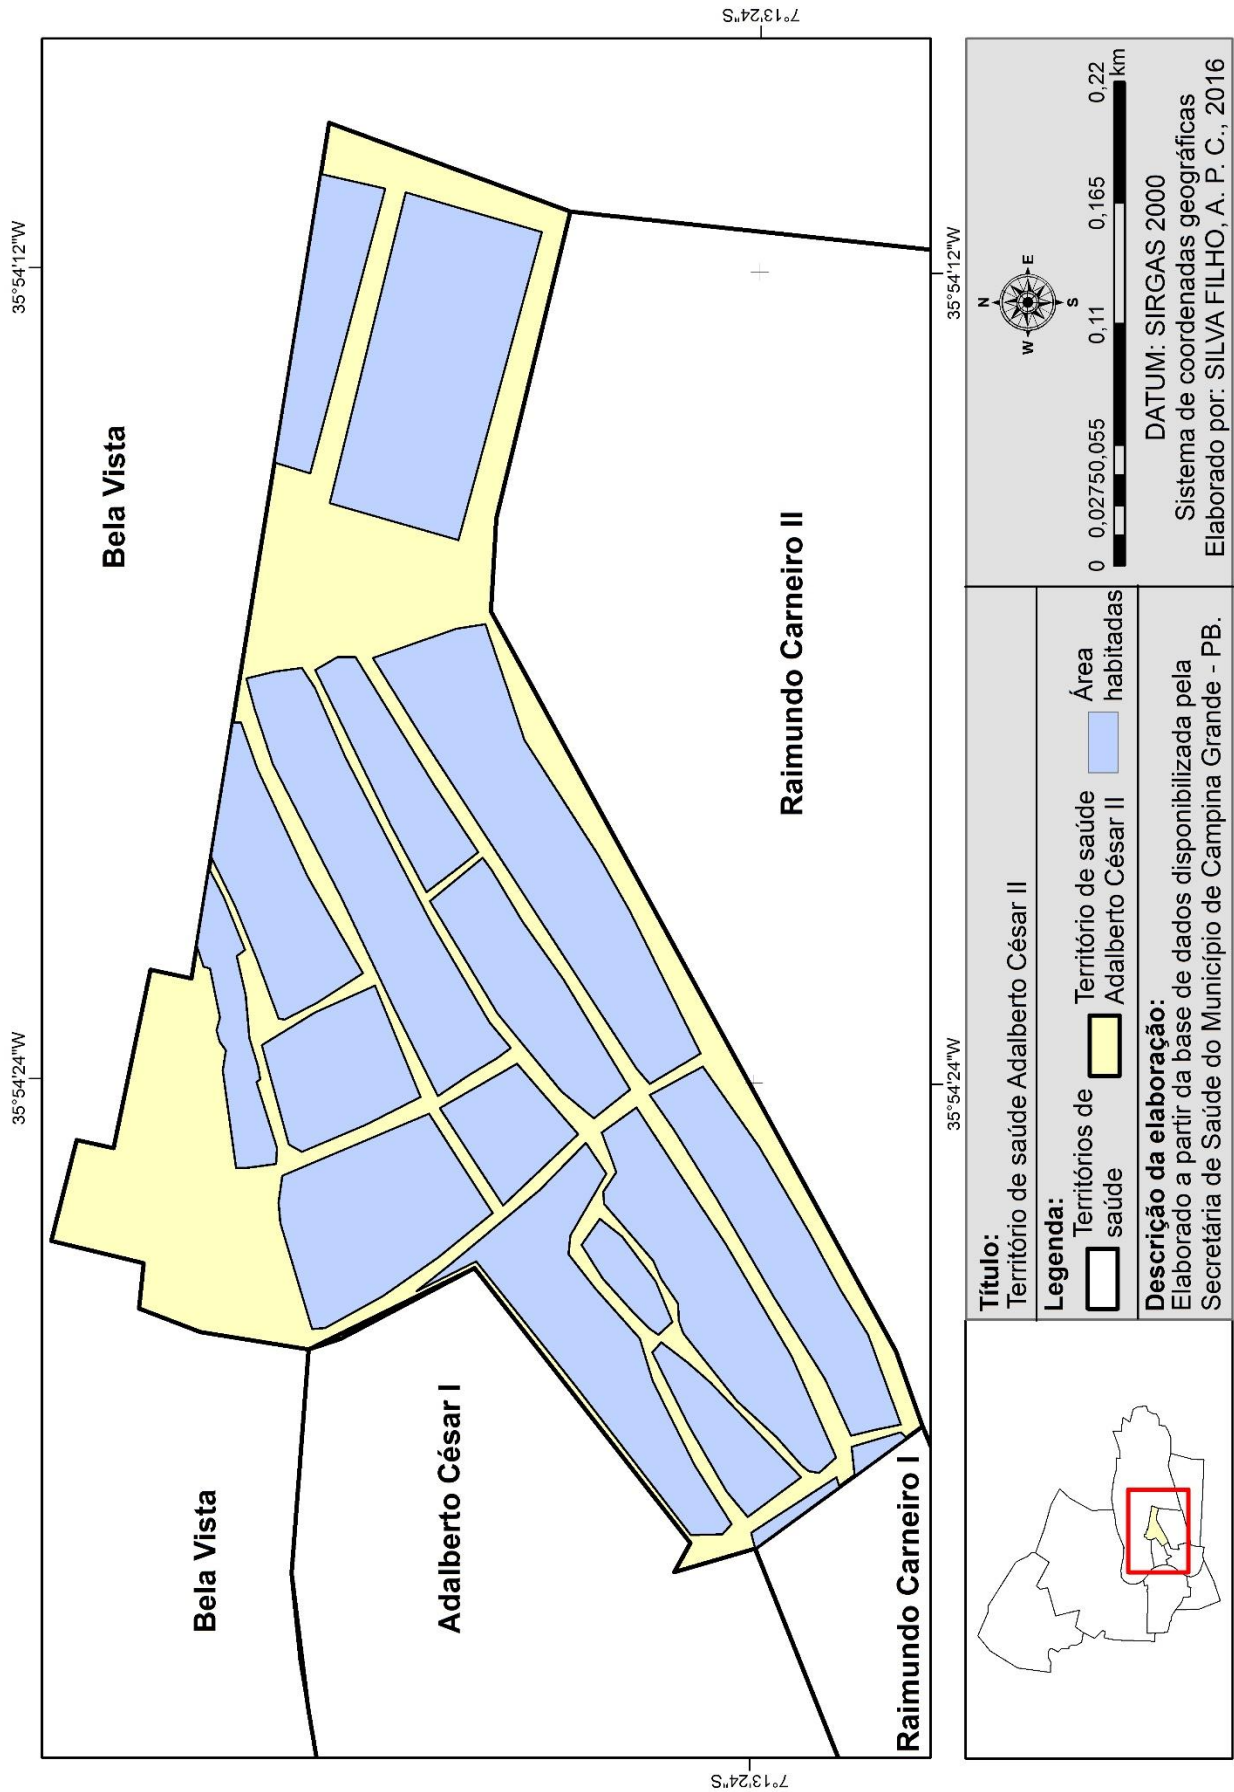 35°54'24"W
35°54'12"W
Bela Vista
Bela Vista
Adalberto César I
Raimundo Carneiro II
Raimundo Carneiro I
7°13'24"S
7°13'24"S
35°54'24"W
35°54'12"W
Título:
Território de saúde Adalberto César II
Legenda:
Territórios de
saúde
Território de saúde
Adalberto César II
Área
habitadas
Descrição da elaboração:
Elaborado a partir da base de dados disponibilizada pela
Secretária de Saúde do Município de Campina Grande - PB.
N
W
E
S
0 0,02750,055 0,11 0,165 0,22
km
DATUM: SIRGAS 2000
Sistema de coordenadas geográficas
Elaborado por: SILVA FILHO, A. P. C., 2016